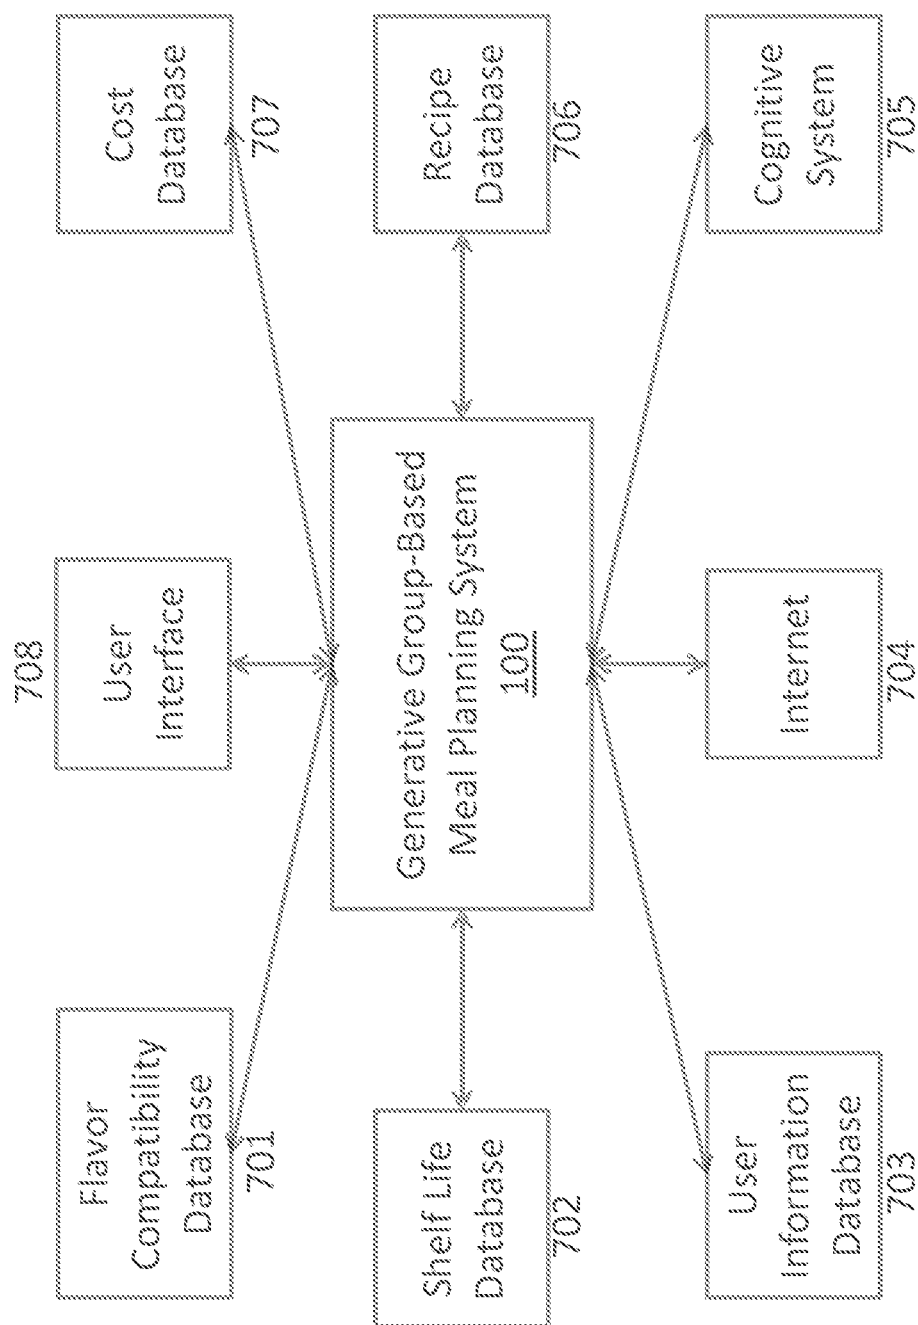 708
Flavor
Compatibility
Database
701
User
Interface
Cost
Database
707
Shelf Life
Database
702
Generative Group-Based
Meal Planning System
100
Recipe
Database
706
User
Information
Database
703
Internet
704
Cognitive
System
705